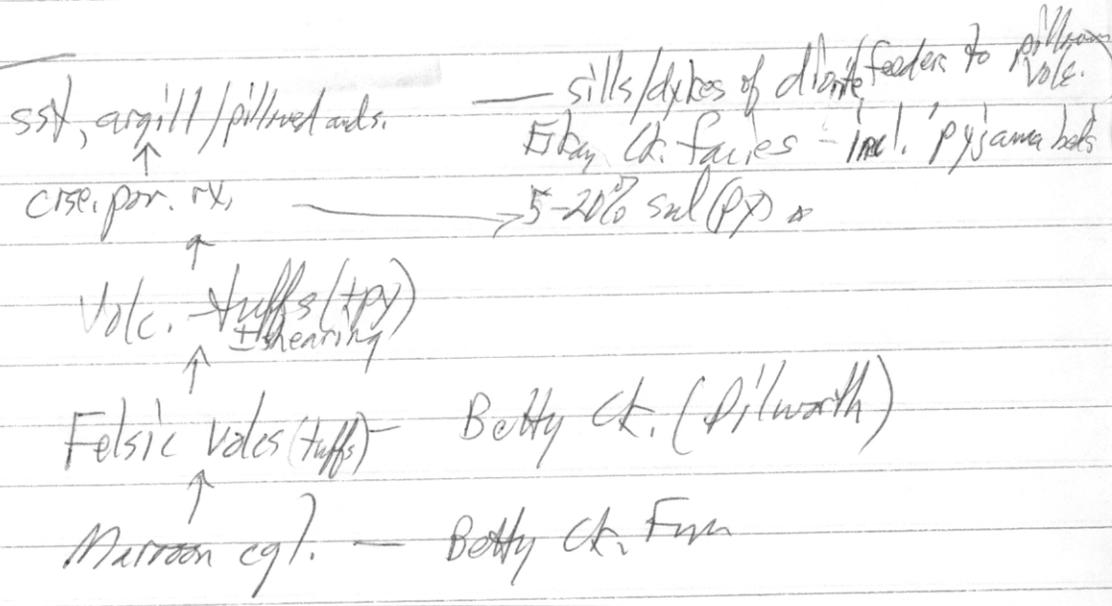 sst, argill/pillowed ands. — sills/dykes of diorite feeders to pillow volc.
↑ Eskay Ck. facies - incl. 'pyjama beds'
crse. por. rx. → 5-20% sul (py)
↑
Volc. tuffs (±py)
± shearing
↑
Felsic volcs (tuffs) - Betty Ck. (Dilworth)
↑
Maroon cgl. — Betty Ck. Fm